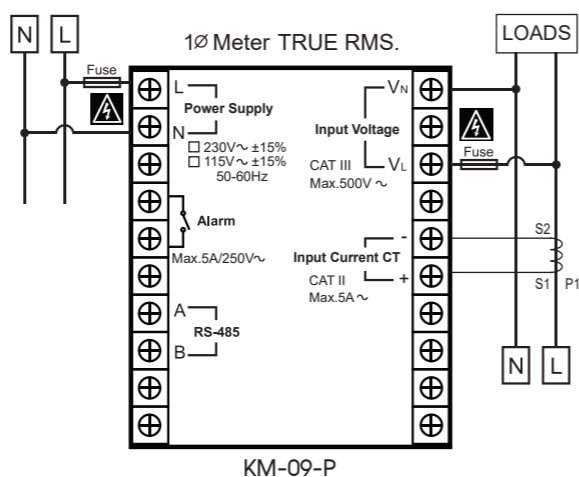 N L
1Ø Meter TRUE RMS.
LOADS
Fuse
L
Power Supply
N
230V~ ±15%
115V~ ±15%
50-60Hz
Alarm
Max.5A/250V~
A
RS-485
B
VN
Input Voltage
CAT III
VL
Max.500V ~
Fuse
-
Input Current CT
CAT II
+
Max.5A ~
S2
S1 P1
N L
KM-09-P